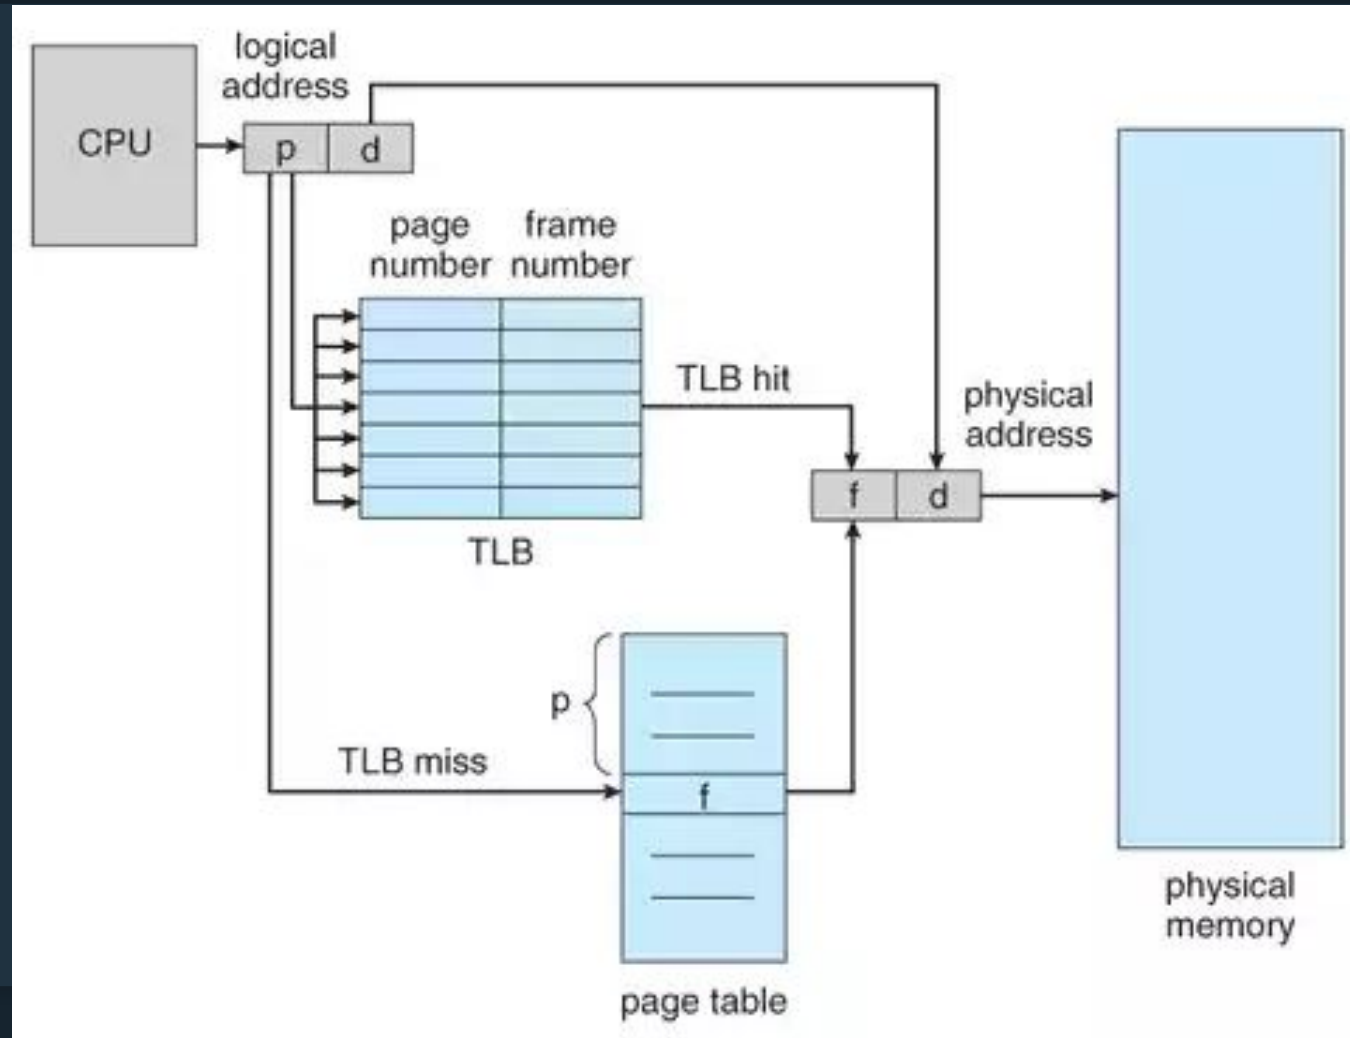 logical
address
CPU
p
d
page
number
frame
number
TLB hit
TLB
physical
address
f
d
p
TLB miss
f
page table
physical
memory